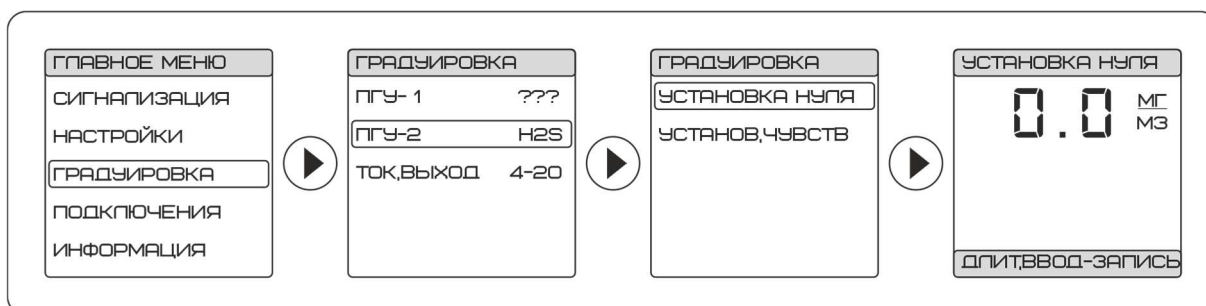 ГЛАВНОЕ МЕНЮ
СИГНАЛИЗАЦИЯ
НАСТРОЙКИ
ГРАДУИРОВКА
ПОДКЛЮЧЕНИЯ
ИНФОРМАЦИЯ
ГРАДУИРОВКА
ПГУ- 1 ???
ПГУ-2 H2S
ТОК,ВЫХОД 4-20
ГРАДУИРОВКА
УСТАНОВКА НУЛЯ
УСТАНОВ,ЧУВСТВ
УСТАНОВКА НУЛЯ
0.0 МГ
М3
ДЛИТ,ВВОД-ЗАПИСЬ